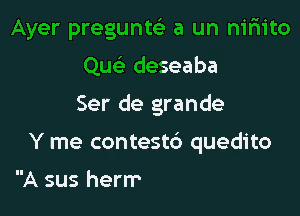 Ayer pregunté a un niñito
Qué deseaba
Ser de grande
Y me contestó quedito
"A sus